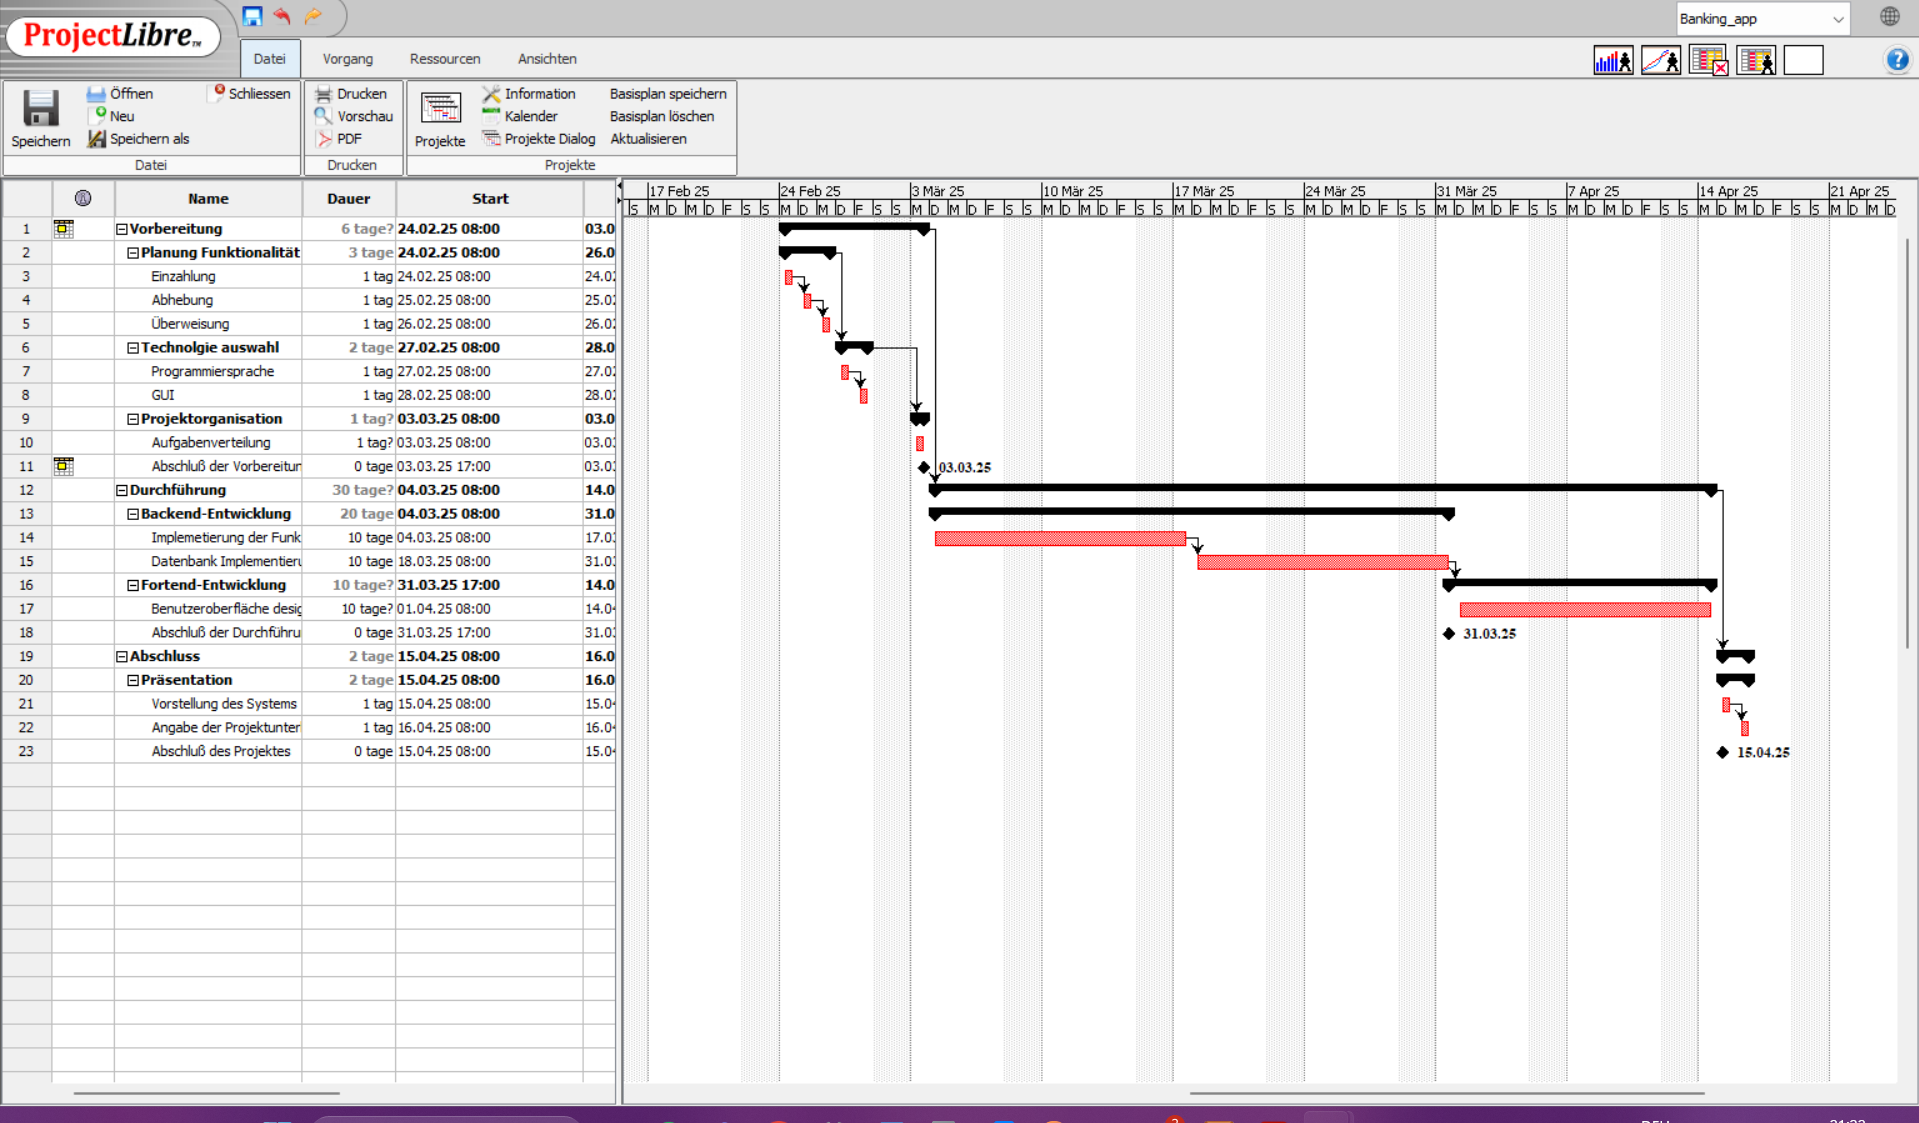 Banking_app
ProjectLibre™
Datei Vorgang Ressourcen Ansichten
Speichern
Öffnen
Neu
Speichern als
Schliessen
Datei
Drucken
Vorschau
PDF
Drucken
Projekte
Information
Kalender
Projekte Dialog
Basisplan speichern
Basisplan löschen
Aktualisieren
Projekte
Name Dauer Start
1 Vorbereitung 6 tage? 24.02.25 08:00 03.0
2 Planung Funktionalität 3 tage 24.02.25 08:00 26.0
3 Einzahlung 1 tag 24.02.25 08:00 24.0
4 Abhebung 1 tag 25.02.25 08:00 25.0
5 Überweisung 1 tag 26.02.25 08:00 26.0
6 Technolgie auswahl 2 tage 27.02.25 08:00 28.0
7 Programmiersprache 1 tag 27.02.25 08:00 27.0
8 GUI 1 tag 28.02.25 08:00 28.0
9 Projektorganisation 1 tag? 03.03.25 08:00 03.0
10 Aufgabenverteilung 1 tag? 03.03.25 08:00 03.0
11 Abschluß der Vorbereitun 0 tage 03.03.25 17:00 03.0
12 Durchführung 30 tage? 04.03.25 08:00 14.0
13 Backend-Entwicklung 20 tage 04.03.25 08:00 31.0
14 Implemetierung der Funk 10 tage 04.03.25 08:00 17.0
15 Datenbank Implementieru 10 tage 18.03.25 08:00 31.0
16 Fortend-Entwicklung 10 tage? 31.03.25 17:00 14.0
17 Benutzeroberfläche desig 10 tage? 01.04.25 08:00 14.0
18 Abschluß der Durchführu 0 tage 31.03.25 17:00 31.0
19 Abschluss 2 tage 15.04.25 08:00 16.0
20 Präsentation 2 tage 15.04.25 08:00 16.0
21 Vorstellung des Systems 1 tag 15.04.25 08:00 15.0
22 Angabe der Projektunter 1 tag 16.04.25 08:00 16.0
23 Abschluß des Projektes 0 tage 15.04.25 08:00 15.0
17 Feb 25 24 Feb 25 3 Mär 25 10 Mär 25 17 Mär 25 24 Mär 25 31 Mär 25 7 Apr 25 14 Apr 25 21 Apr 25
S M D M D F S S M D M D F S S M D M D F S S M D M D F S S M D M D F S S M D M D F S S M D M D F S S M D M D F S S M D M D F S S M D M D
03.03.25
31.03.25
15.04.25